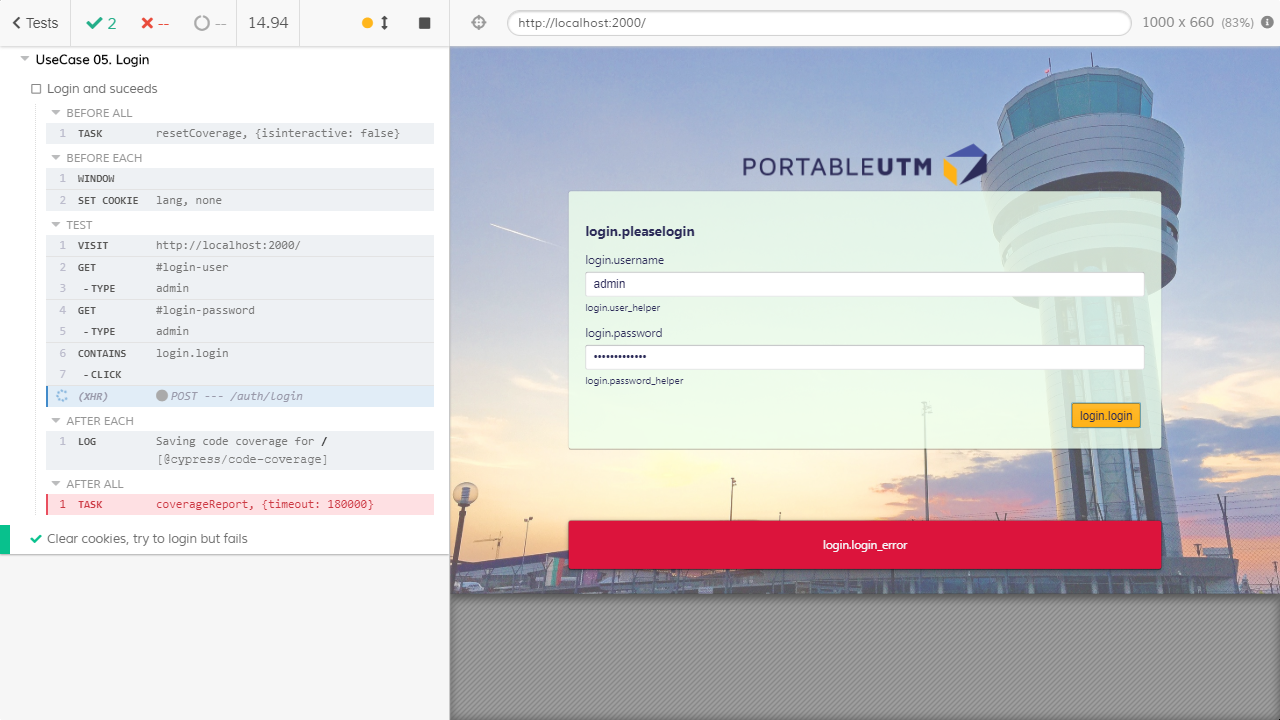 Tests
2
--
--
14.94
http://localhost:2000/
1000 x 660 (83%)
UseCase 05. Login
Login and suceeds
BEFORE ALL
1 TASK resetCoverage, {isinteractive: false}
BEFORE EACH
1 WINDOW
2 SET COOKIE lang, none
TEST
1 VISIT http://localhost:2000/
2 GET #login-user
3 - TYPE admin
4 GET #login-password
5 - TYPE admin
6 CONTAINS login.login
7 - CLICK
(XHR) POST --- /auth/login
AFTER EACH
1 LOG Saving code coverage for /
[@cypress/code-coverage]
AFTER ALL
1 TASK coverageReport, {timeout: 180000}
Clear cookies, try to login but fails
PORTABLEUTM
login.pleaselogin
login.username
admin
login.user_helper
login.password
•••••••••••••
login.password_helper
login.login
login.login_error